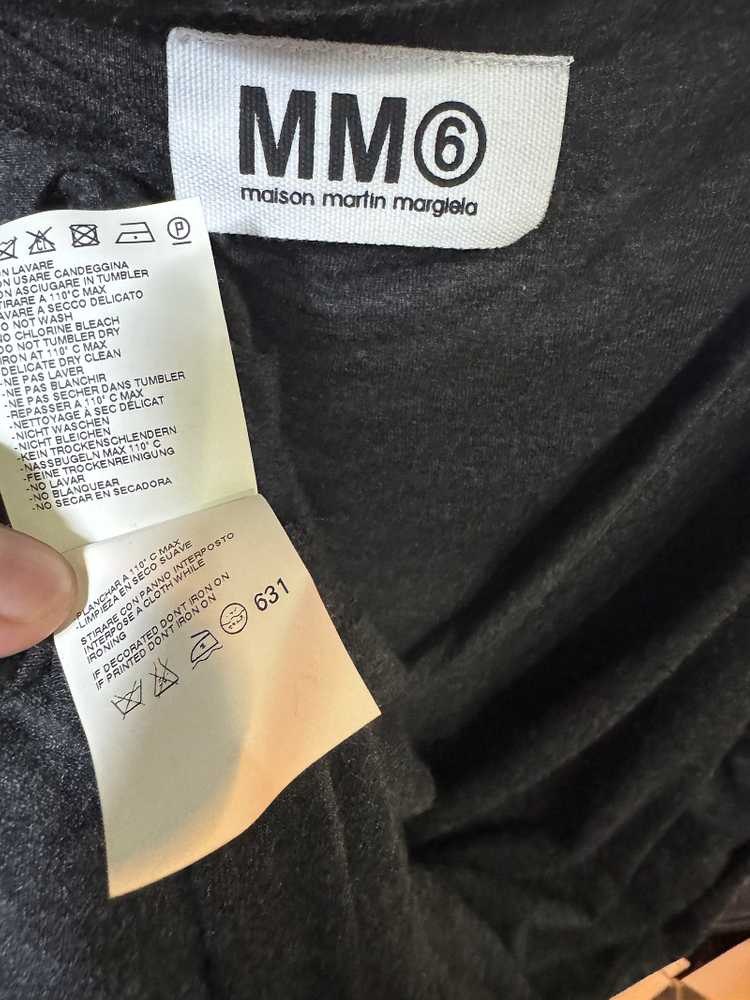 MM6
maison martin margiela
P
N LAVARE
ON USARE CANDEGGINA
ON ASCIUGARE IN TUMBLER
TIRARE A 110°C MAX
AVARE A SECCO DELICATO
O NOT WASH
NO CHLORINE BLEACH
DO NOT TUMBLER DRY
IRON AT 110° C MAX
DELICATE DRY CLEAN
-NE PAS LAVER
-NE PAS BLANCHIR
-NE PAS SECHER DANS TUMBLER
-REPASSER A 110°C MAX
-NETTOYAGE À SEC DÉLICAT
-NICHT WASCHEN
-NICHT BLEICHEN
-KEIN TROCKENSCHLENDERN
-NASSBUGELN MAX 110° C
-FEINE TROCKENREINIGUNG
-NO LAVAR
-NO BLANQUEAR
-NO SECAR EN SECADORA
-PLANCHAR A 110° C MAX
-LIMPIEZA EN SECO SUAVE
STIRARE CON PANNO INTERPOSTO
INTERPOSE A CLOTH WHILE
IRONING
IF DECORATED DONT IRON ON
IF PRINTED DONT IRON ON
631